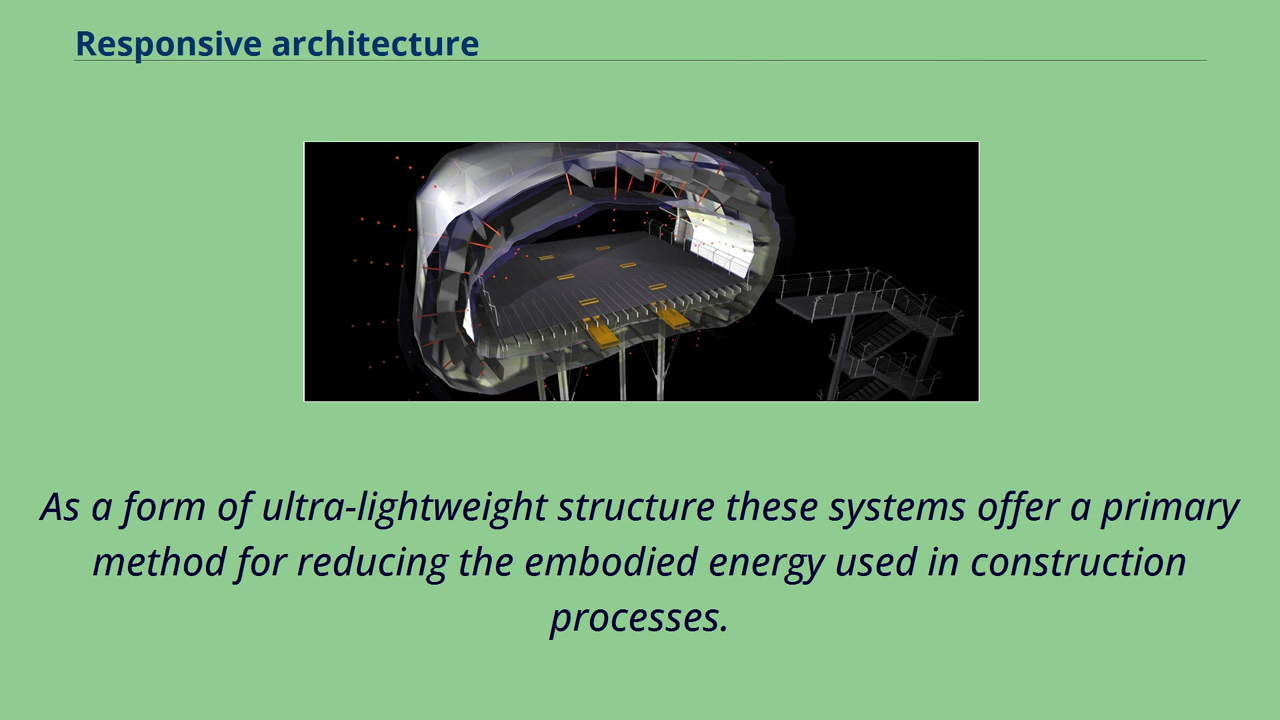 Responsive architecture
As a form of ultra-lightweight structure these systems offer a primary
method for reducing the embodied energy used in construction
processes.